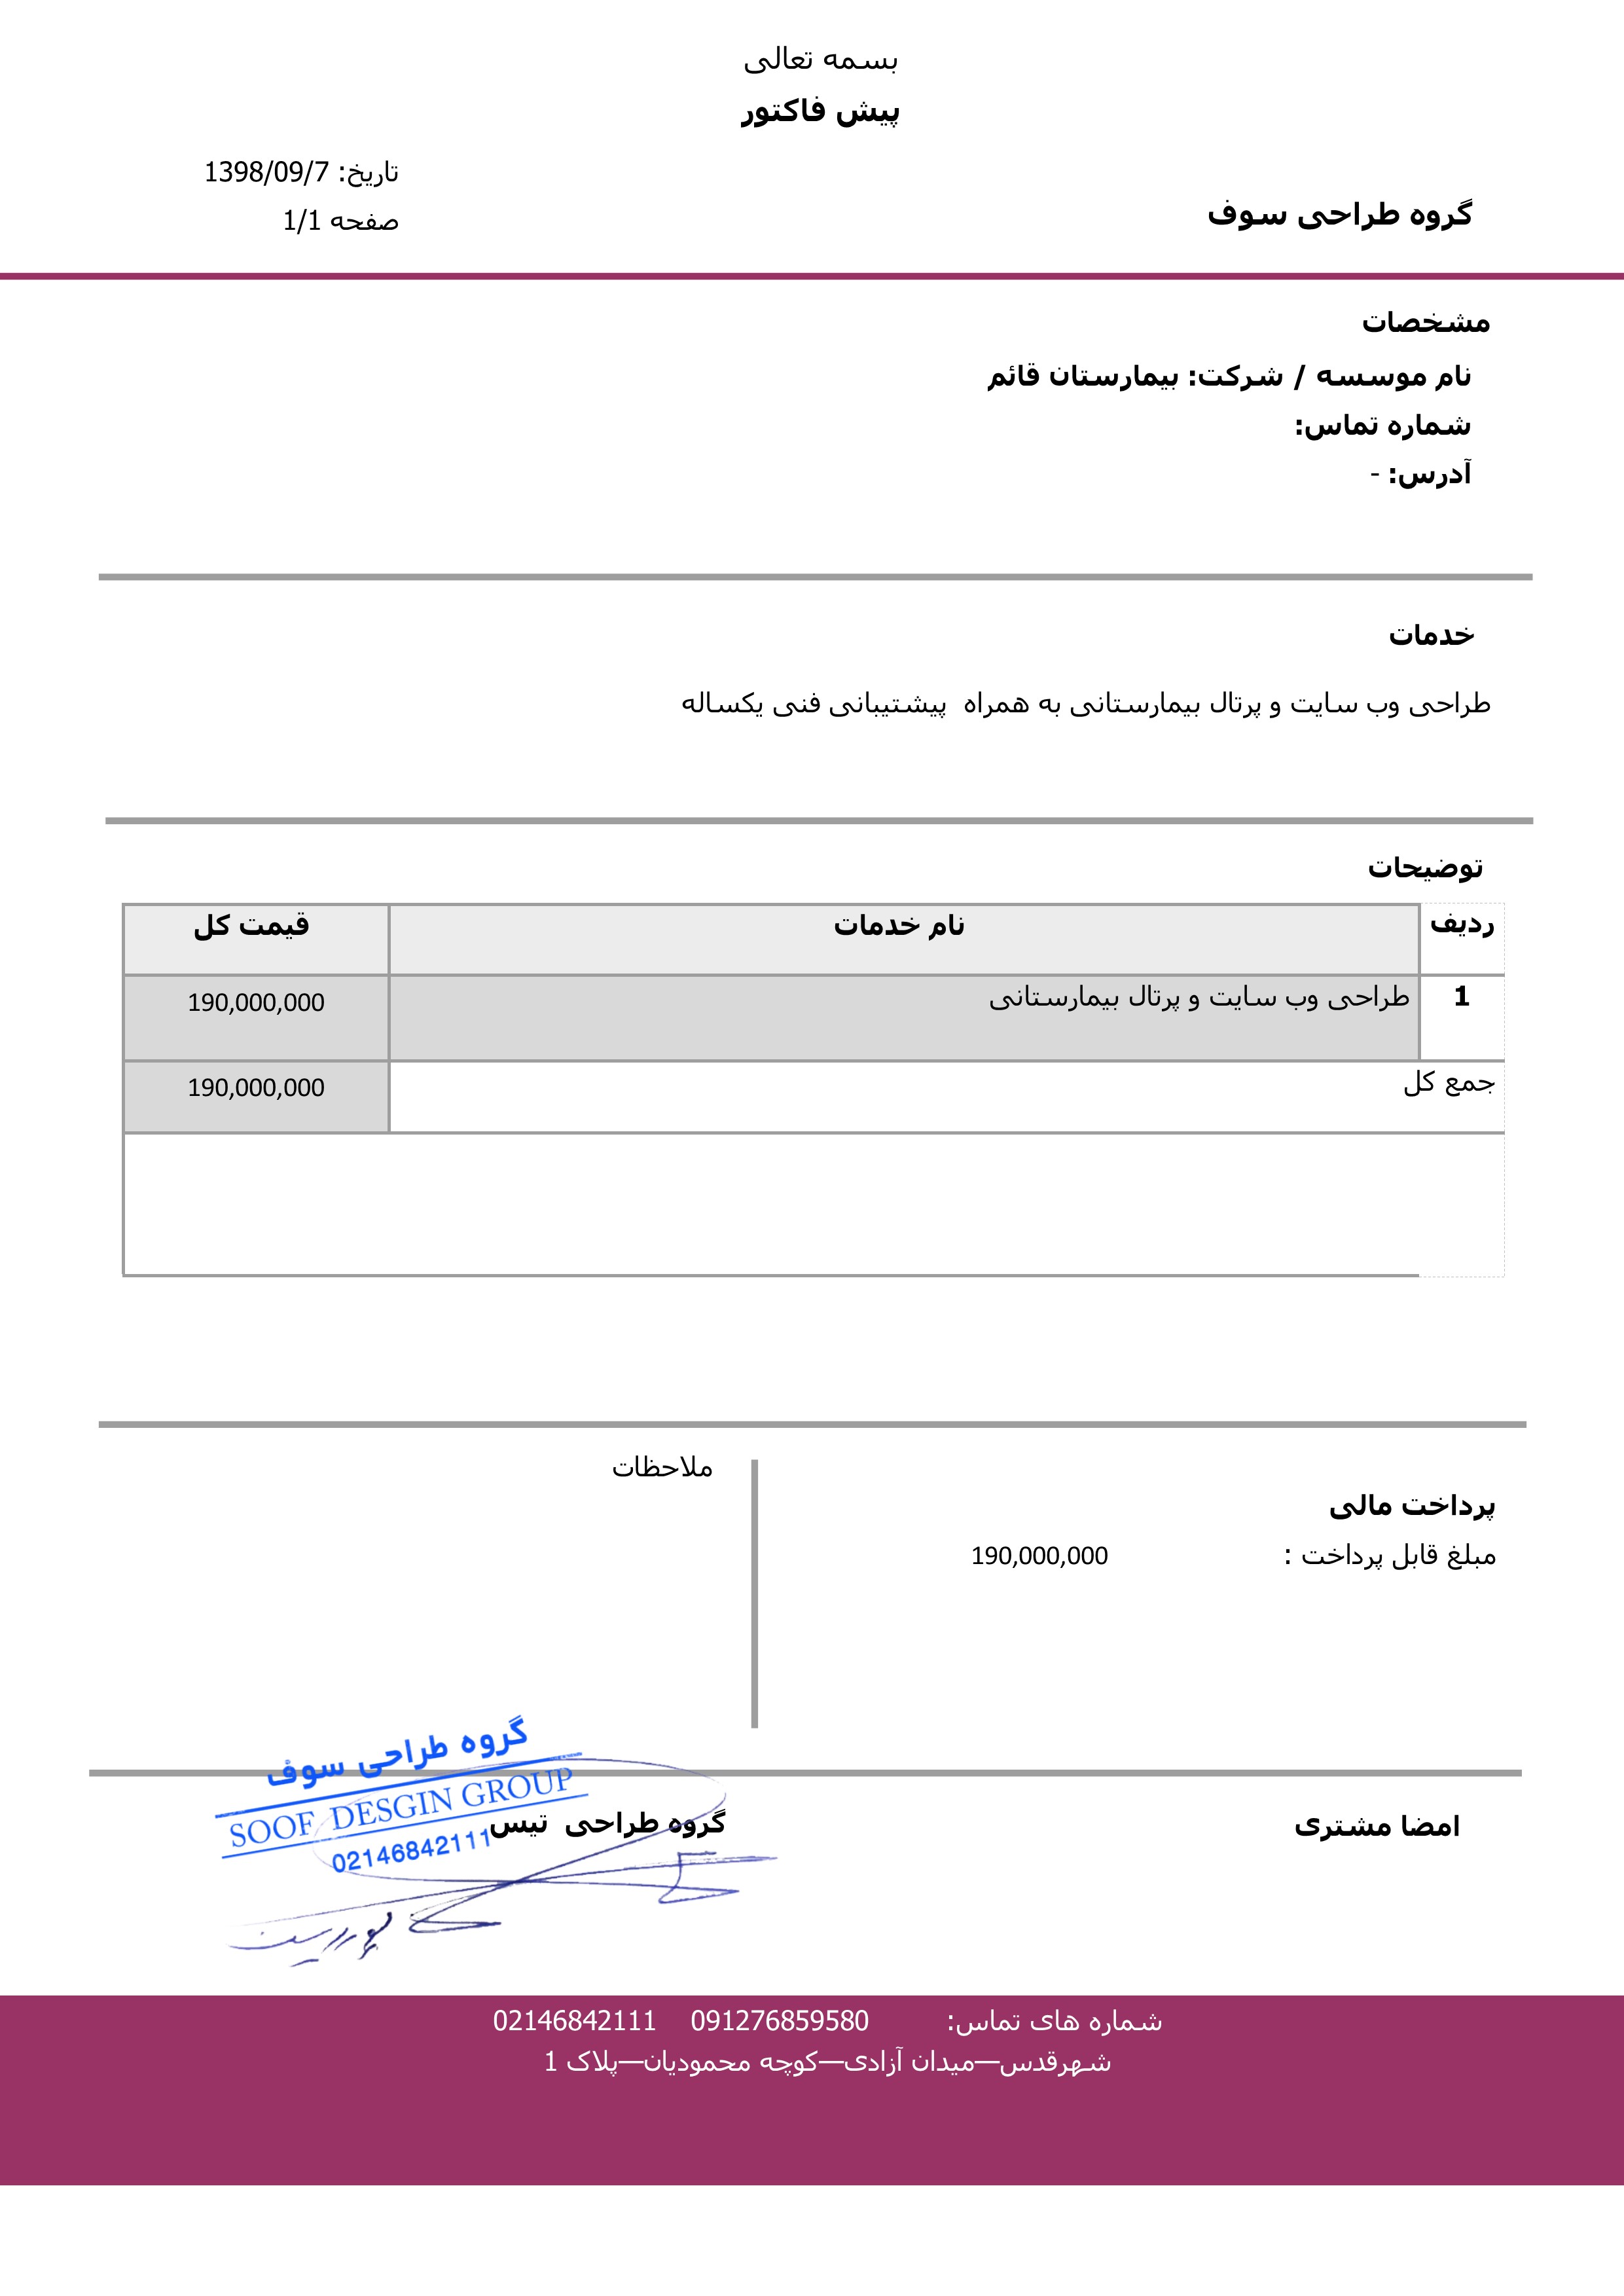 بسمه تعالی
پیش فاکتور
تاریخ: 1398/09/7
صفحه 1/1
گروه طراحی سوف
مشخصات
نام موسسه / شرکت: بیمارستان قائم
شماره تماس:
آدرس: -
خدمات
طراحی وب سایت و پرتال بیمارستانی به همراه پیشتیبانی فنی یکساله
توضیحات
ردیف نام خدمات قیمت کل
1 طراحی وب سایت و پرتال بیمارستانی 190,000,000
جمع کل 190,000,000
پرداخت مالی
مبلغ قابل پرداخت : 190,000,000
ملاحظات
امضا مشتری
گروه طراحی تیس
گروه طراحی سوف
SOOF DESGIN GROUP
02146842111
شماره های تماس: 091276859580 02146842111
شهرقدس—میدان آزادی—کوچه محمودیان—پلاک 1